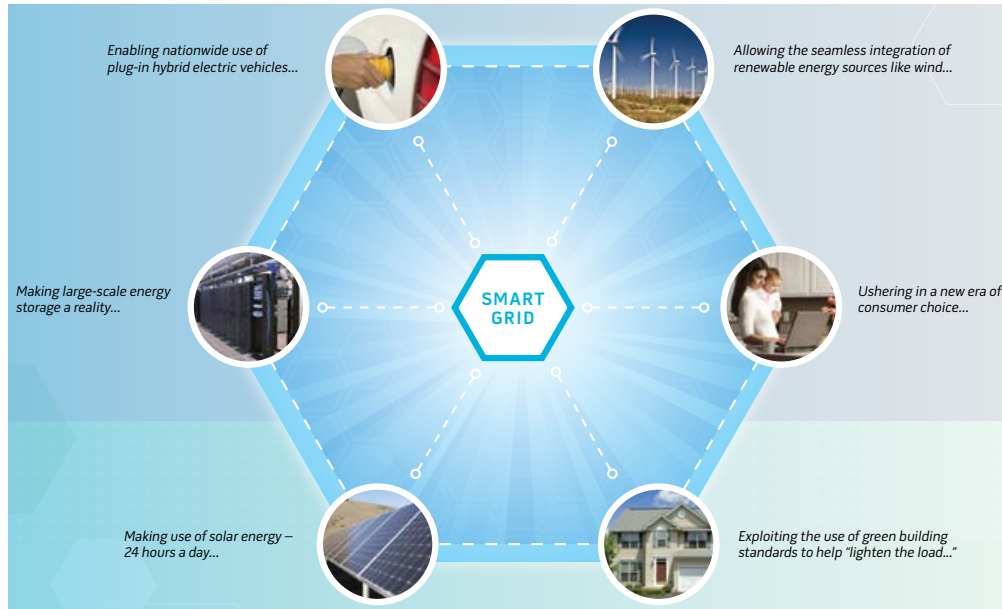 Enabling nationwide use of
plug-in hybrid electric vehicles...
Allowing the seamless integration of
renewable energy sources like wind...
Making large-scale energy
storage a reality...
SMART
GRID
Ushering in a new era of
consumer choice...
Making use of solar energy –
24 hours a day...
Exploiting the use of green building
standards to help “lighten the load...”